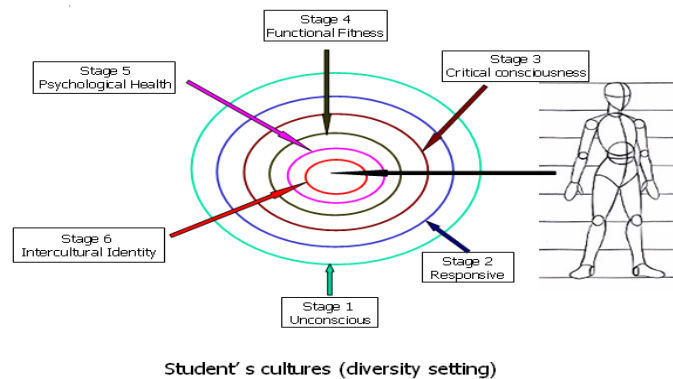 Stage 4
Functional Fitness
Stage 3
Critical consciousness
Stage 5
Psychological Health
Stage 6
Intercultural Identity
Stage 2
Responsive
Stage 1
Unconscious
Student´s cultures (diversity setting)